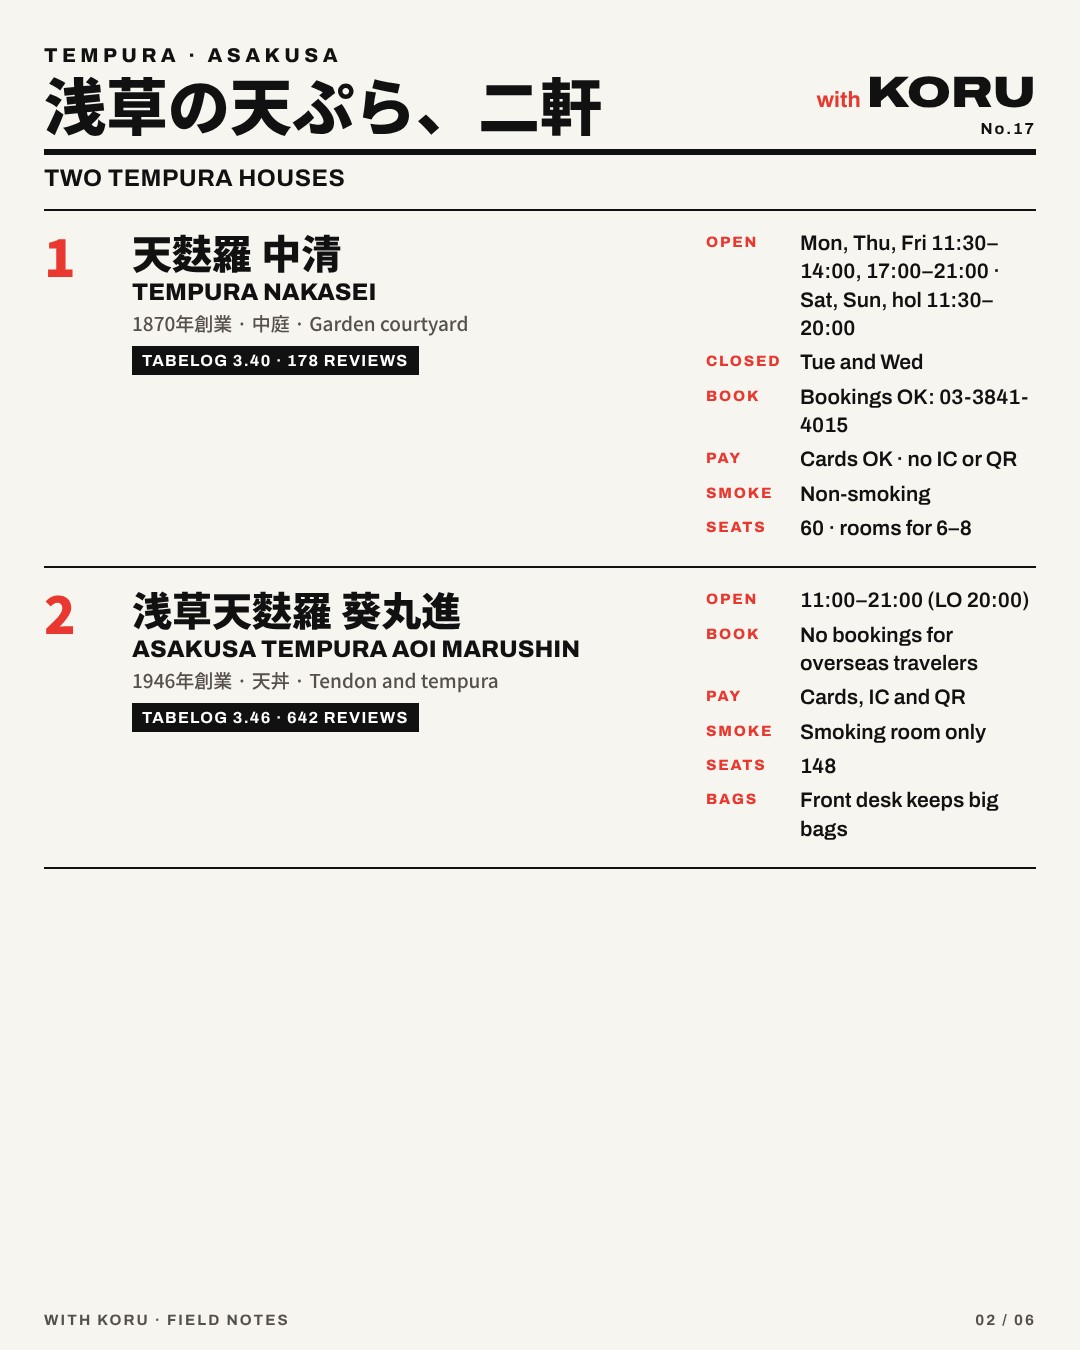 TEMPURA · ASAKUSA
浅草の天ぷら、二軒
with KORU
No.17
TWO TEMPURA HOUSES
1
天麩羅 中清
TEMPURA NAKASEI
1870年創業 · 中庭 · Garden courtyard
TABELOG 3.40 · 178 REVIEWS
OPEN Mon, Thu, Fri 11:30–
14:00, 17:00–21:00 ·
Sat, Sun, hol 11:30–
20:00
CLOSED Tue and Wed
BOOK Bookings OK: 03-3841-
4015
PAY Cards OK · no IC or QR
SMOKE Non-smoking
SEATS 60 · rooms for 6–8
2
浅草天麩羅 葵丸進
ASAKUSA TEMPURA AOI MARUSHIN
1946年創業 · 天丼 · Tendon and tempura
TABELOG 3.46 · 642 REVIEWS
OPEN 11:00–21:00 (LO 20:00)
BOOK No bookings for
overseas travelers
PAY Cards, IC and QR
SMOKE Smoking room only
SEATS 148
BAGS Front desk keeps big
bags
WITH KORU · FIELD NOTES
02 / 06